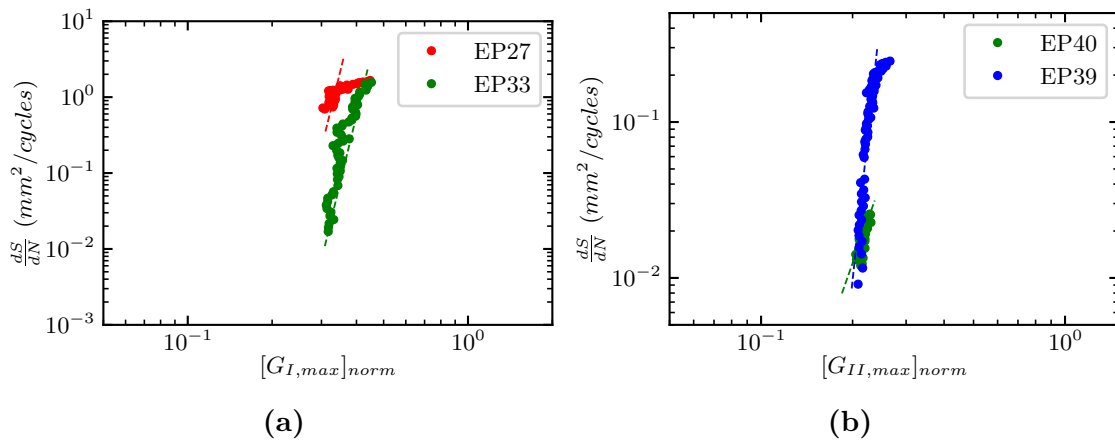 10^1
10^0
10^{-1}
10^{-2}
10^{-3}
\frac{dS}{dN} (mm^2/cycles)
EP27
EP33
10^{-1}
10^0
[G_{I,max}]_{norm}
(a)
10^{-1}
10^{-2}
\frac{dS}{dN} (mm^2/cycles)
EP40
EP39
10^{-1}
10^0
[G_{II,max}]_{norm}
(b)